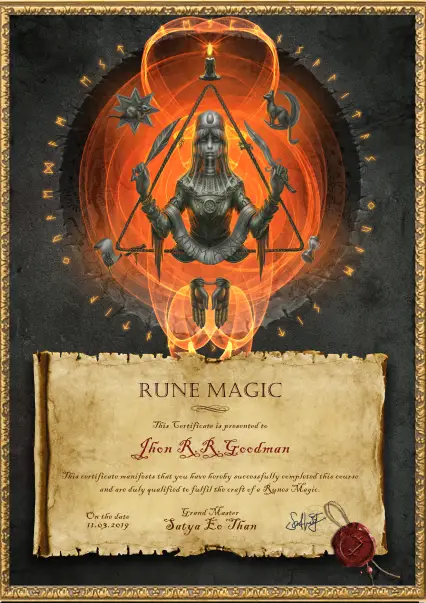 RUNE MAGIC
This Certificate is presented to
Jhon R.R.Goodman
This certificate manifests that you have hereby successfully completed this course
and are duly qualified to fulfil the craft of a Runes Magic.
On the date
11.03.2019
Grand Master
Satya Eo Than